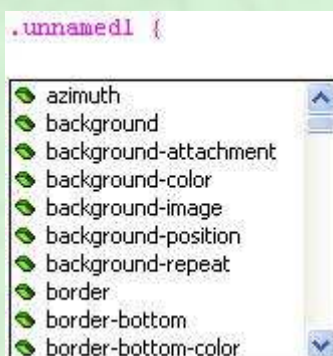 .unnamed1 {
azimuth
background
background-attachment
background-color
background-image
background-position
background-repeat
border
border-bottom
border-bottom-color